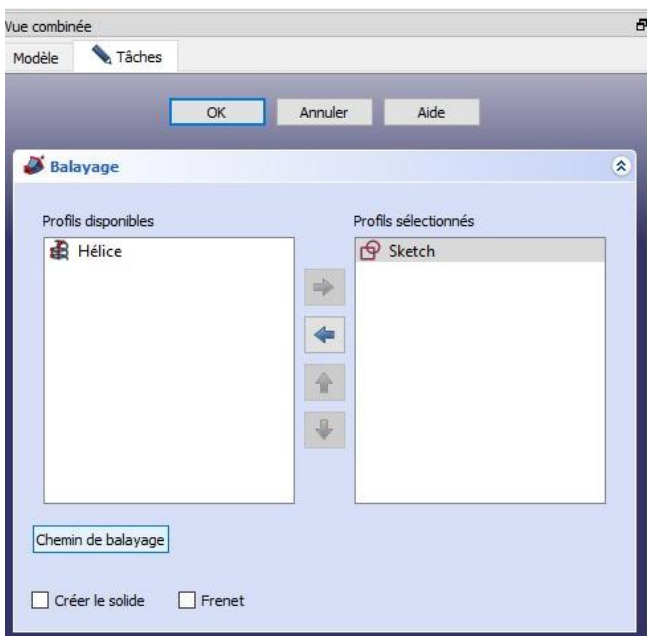 Vue combinée
Modèle Tâches
OK Annuler Aide
Balayage
Profils disponibles Profils sélectionnés
Hélice Sketch
Chemin de balayage
Créer le solide Frenet